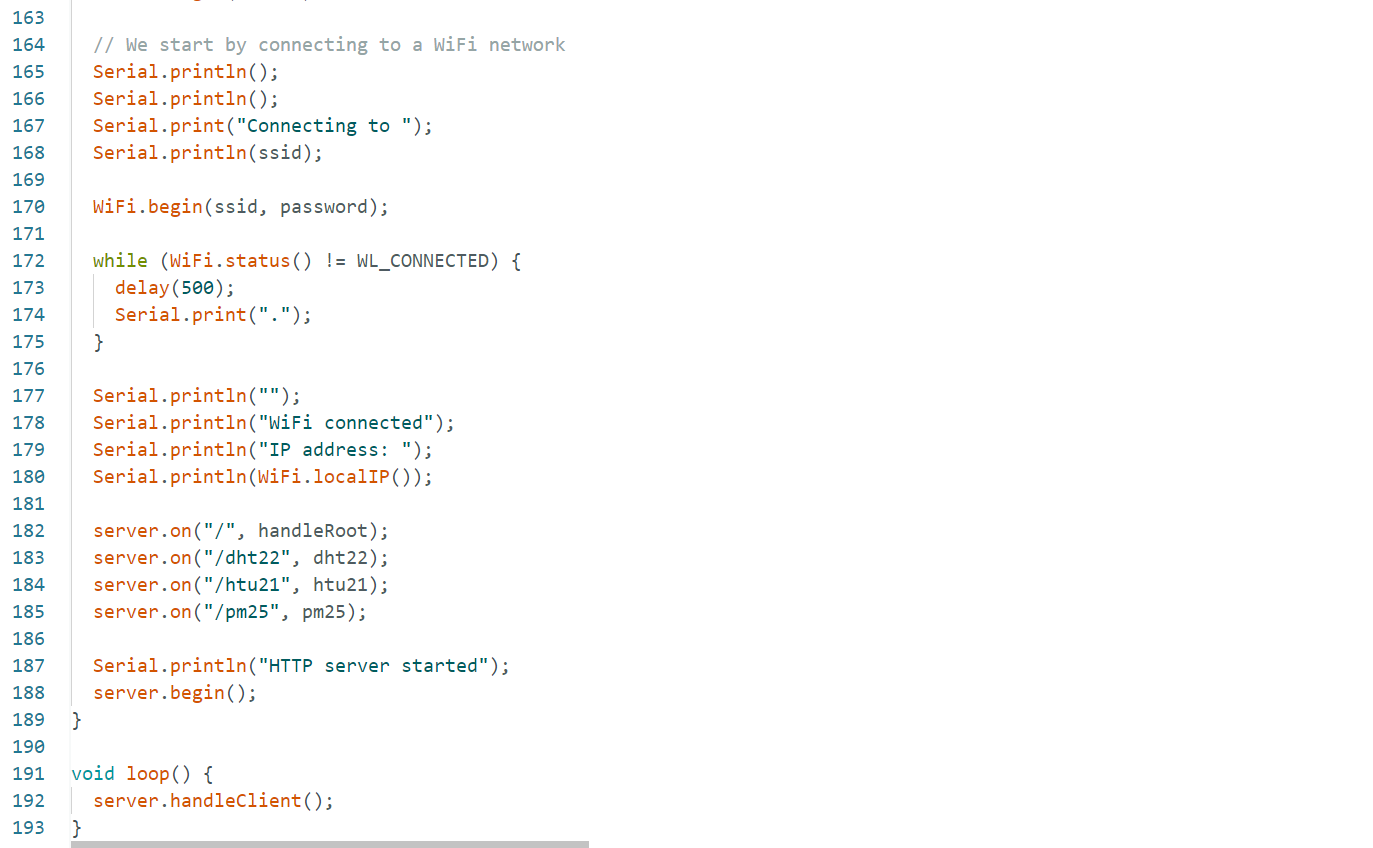 163
164 // We start by connecting to a WiFi network
165 Serial.println();
166 Serial.println();
167 Serial.print("Connecting to ");
168 Serial.println(ssid);
169
170 WiFi.begin(ssid, password);
171
172 while (WiFi.status() != WL_CONNECTED) {
173 delay(500);
174 Serial.print(".");
175 }
176
177 Serial.println("");
178 Serial.println("WiFi connected");
179 Serial.println("IP address: ");
180 Serial.println(WiFi.localIP());
181
182 server.on("/", handleRoot);
183 server.on("/dht22", dht22);
184 server.on("/htu21", htu21);
185 server.on("/pm25", pm25);
186
187 Serial.println("HTTP server started");
188 server.begin();
189 }
190
191 void loop() {
192 server.handleClient();
193 }